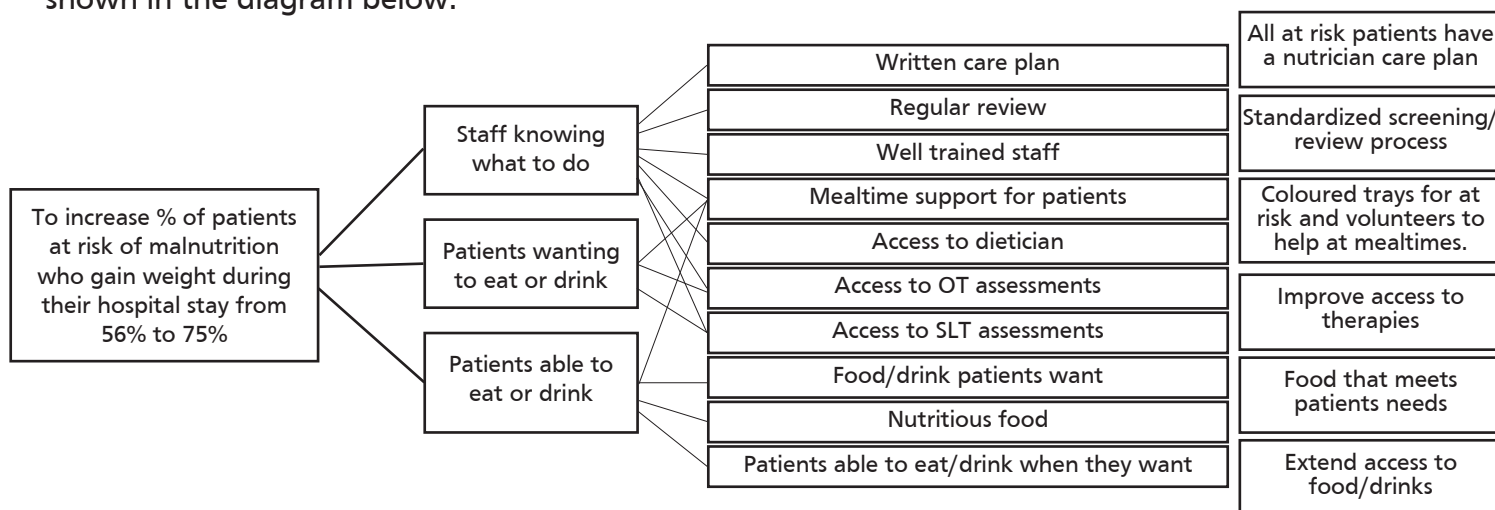 shown in the diagram below.
To increase % of patients
at risk of malnutrition
who gain weight during
their hospital stay from
56% to 75%
Staff knowing
what to do
Patients wanting
to eat or drink
Patients able to
eat or drink
Written care plan
Regular review
Well trained staff
Mealtime support for patients
Access to dietician
Access to OT assessments
Access to SLT assessments
Food/drink patients want
Nutritious food
Patients able to eat/drink when they want
All at risk patients have
a nutrician care plan
Standardized screening/
review process
Coloured trays for at
risk and volunteers to
help at mealtimes.
Improve access to
therapies
Food that meets
patients needs
Extend access to
food/drinks